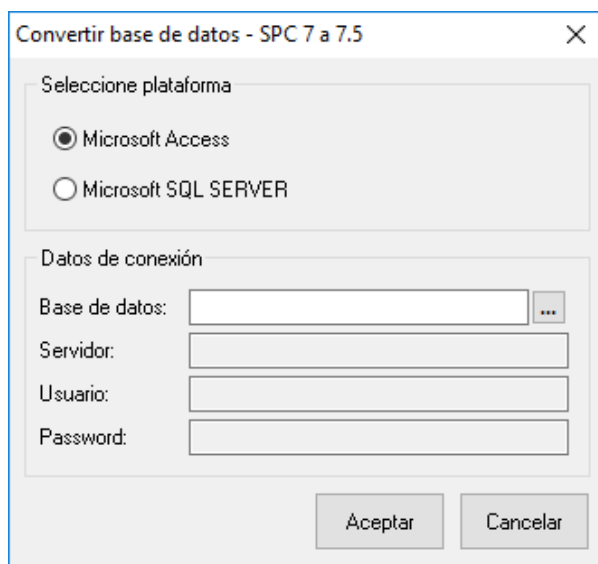 Convertir base de datos - SPC 7 a 7.5
Seleccione plataforma
Microsoft Access
Microsoft SQL SERVER
Datos de conexión
Base de datos: ...
Servidor:
Usuario:
Password:
Aceptar Cancelar